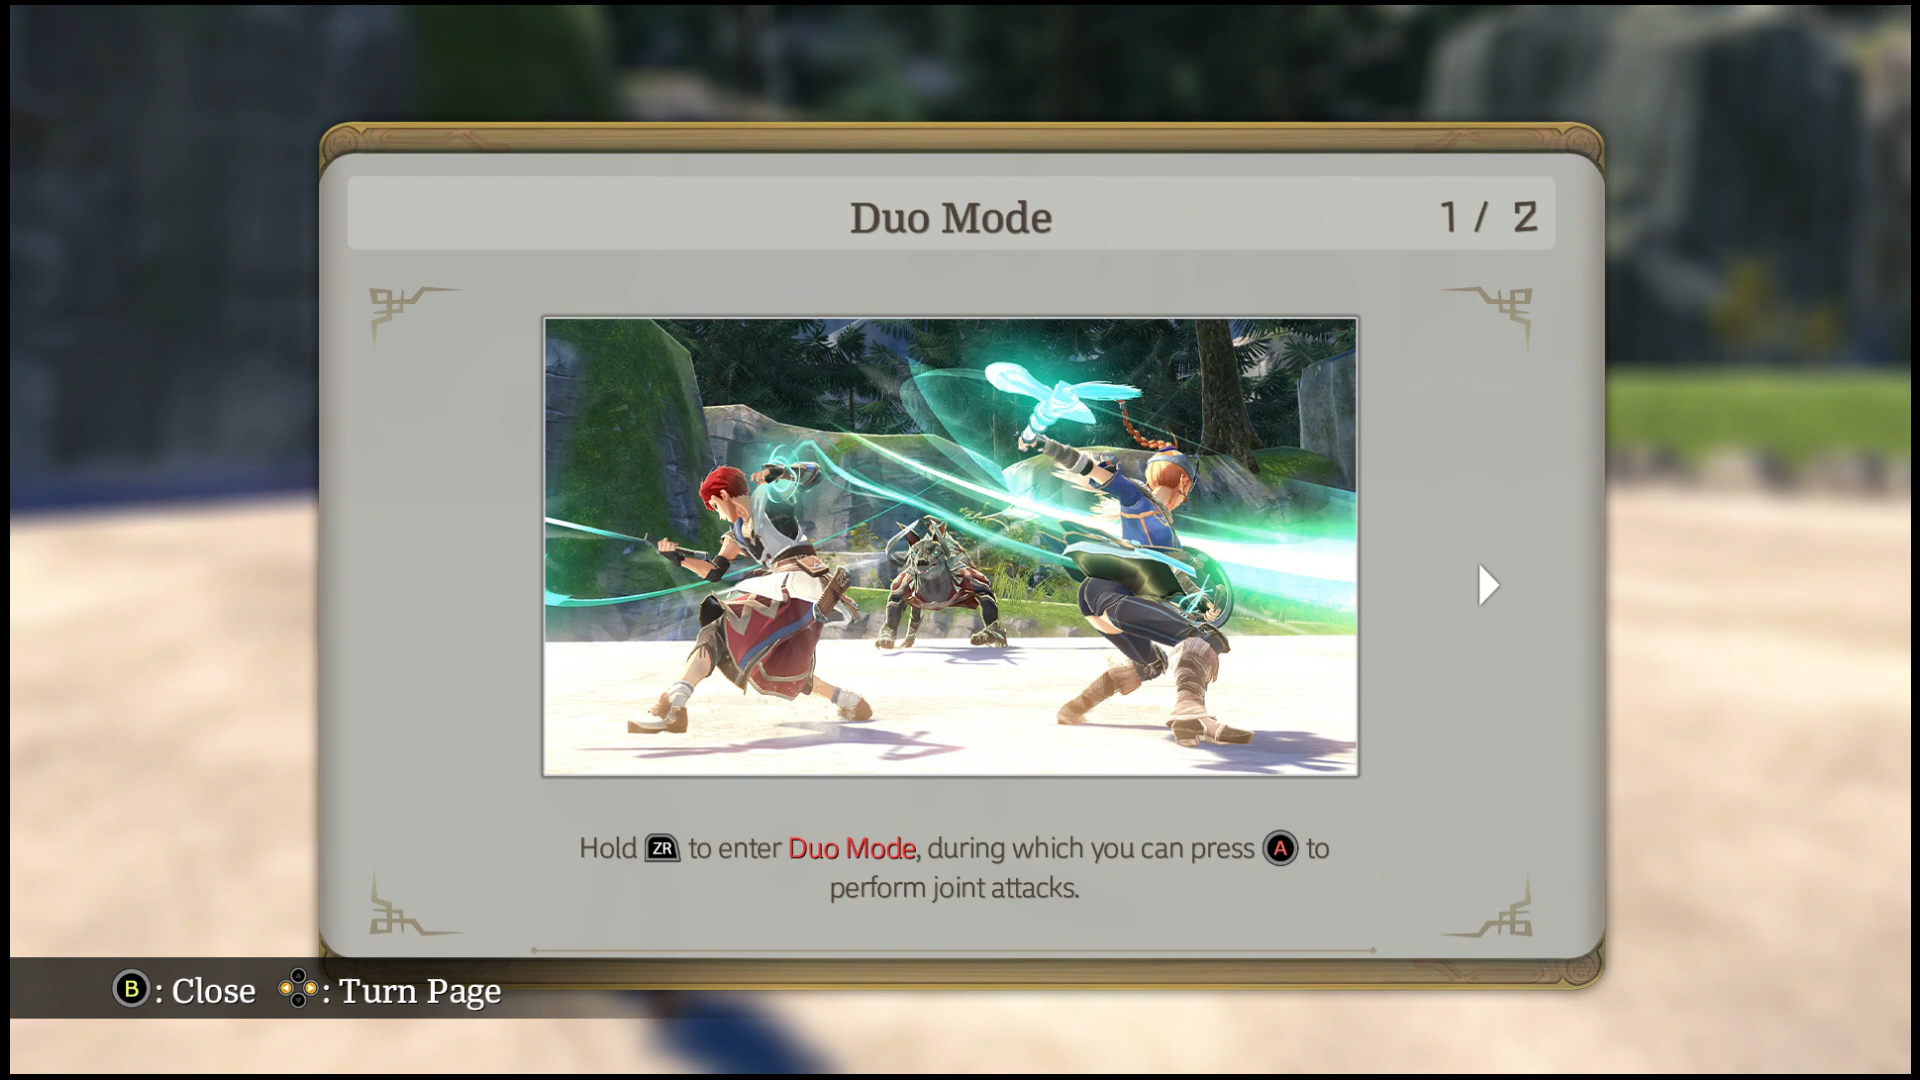 Duo Mode
1 / 2
Hold ZR to enter Duo Mode, during which you can press A to
perform joint attacks.
B : Close : Turn Page